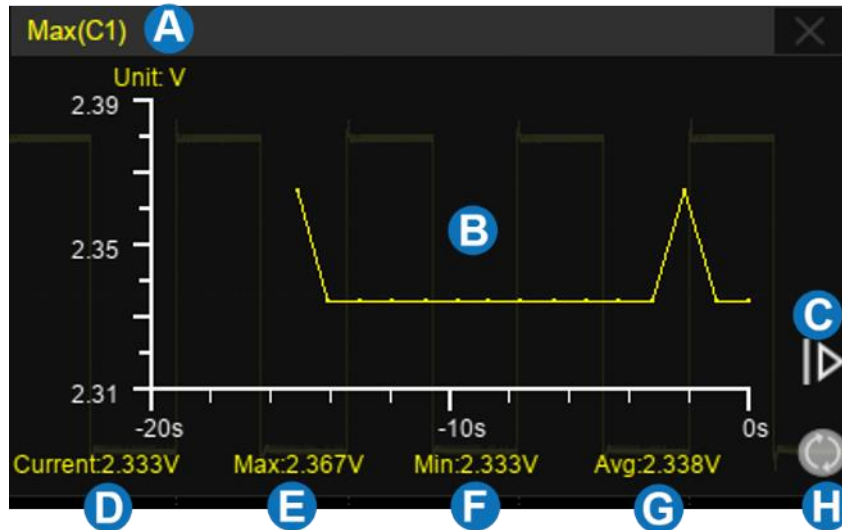 Max(C1) A
Unit: V
2.39
B
2.35
C
2.31
-20s -10s 0s
Current:2.333V Max:2.367V Min:2.333V Avg:2.338V
D E F G H